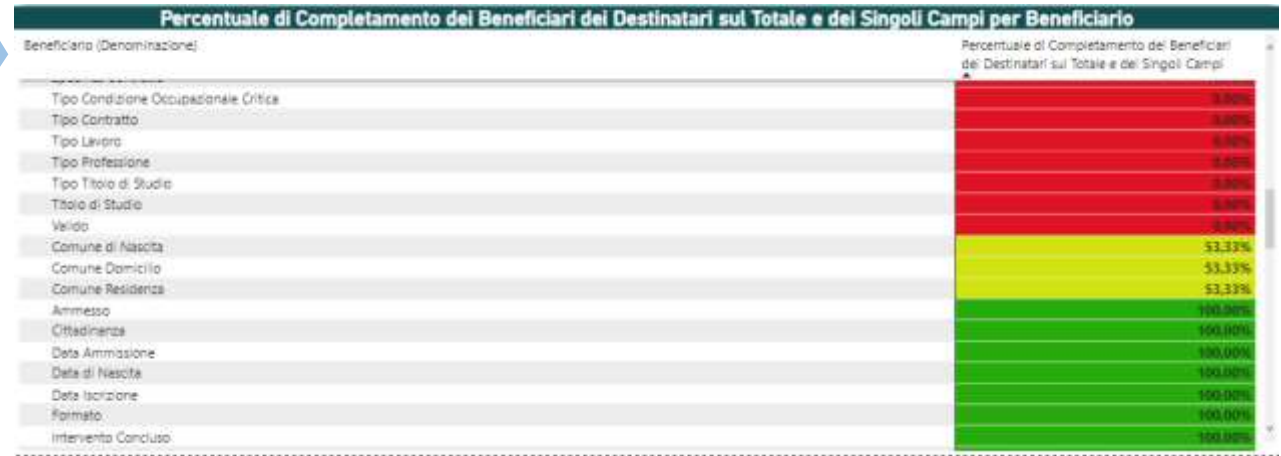 Percentuale di Completamento dei Beneficiari dei Destinatari sul Totale e dei Singoli Campi per Beneficiario
Beneficiario (Denominazione) Percentuale di Completamento dei Beneficiari
dei Destinatari sul Totale e dei Singoli Campi
Tipo Condizione Occupazionale Critica 0,00%
Tipo Contratto 0,00%
Tipo Lavoro 0,00%
Tipo Professione 0,00%
Tipo Titolo di Studio 0,00%
Titolo di Studio 0,00%
Valido 0,00%
Comune di Nascita 53,33%
Comune Domicilio 53,33%
Comune Residenza 53,33%
Ammesso 100,00%
Cittadinanza 100,00%
Data Ammissione 100,00%
Data di Nascita 100,00%
Data Iscrizione 100,00%
Formato 100,00%
Intervento Concluso 100,00%